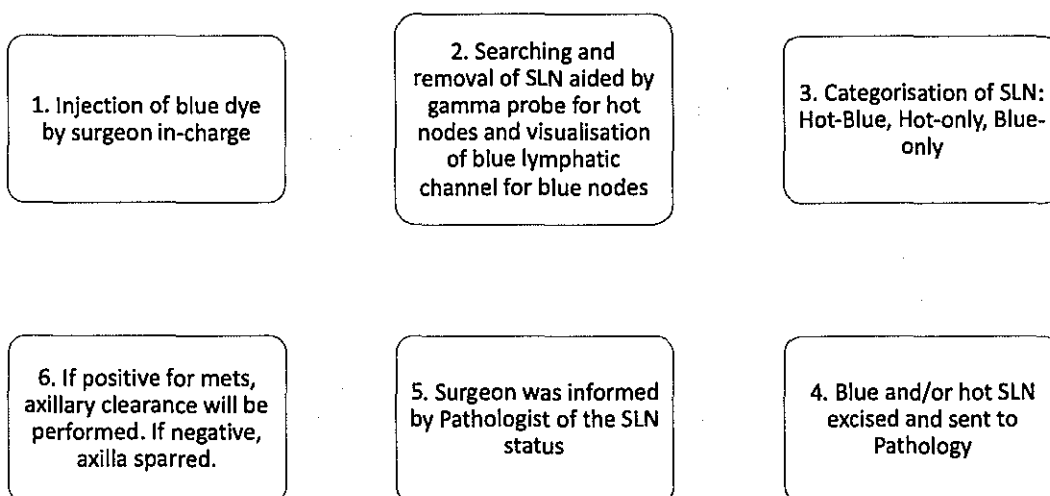 1. Injection of blue dye
by surgeon in-charge
2. Searching and
removal of SLN aided by
gamma probe for hot
nodes and visualisation
of blue lymphatic
channel for blue nodes
3. Categorisation of SLN:
Hot-Blue, Hot-only, Blue-
only
4. Blue and/or hot SLN
excised and sent to
Pathology
5. Surgeon was informed
by Pathologist of the SLN
status
6. If positive for mets,
axillary clearance will be
performed. If negative,
axilla sparred.